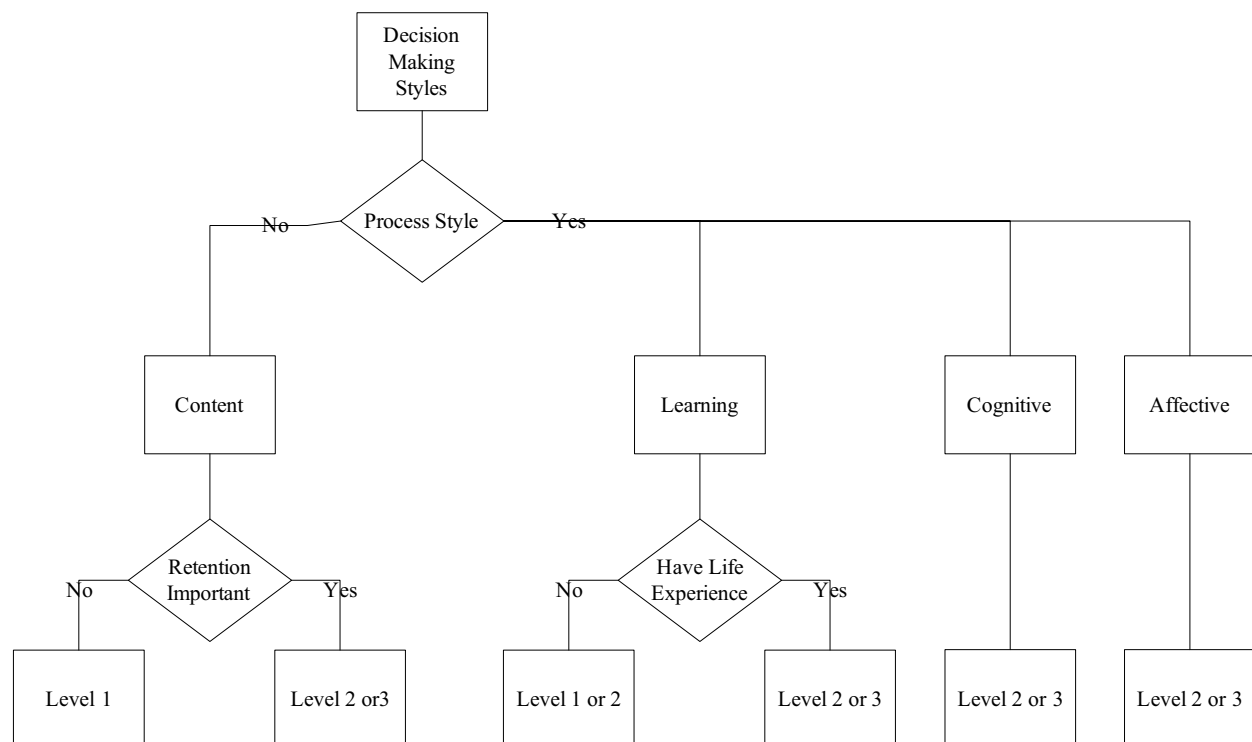 Decision
Making
Styles
Process Style
No
Yes
Content
Learning
Cognitive
Affective
Retention
Important
Have Life
Experience
No
Yes
No
Yes
Level 1
Level 2 or3
Level 1 or 2
Level 2 or 3
Level 2 or 3
Level 2 or 3